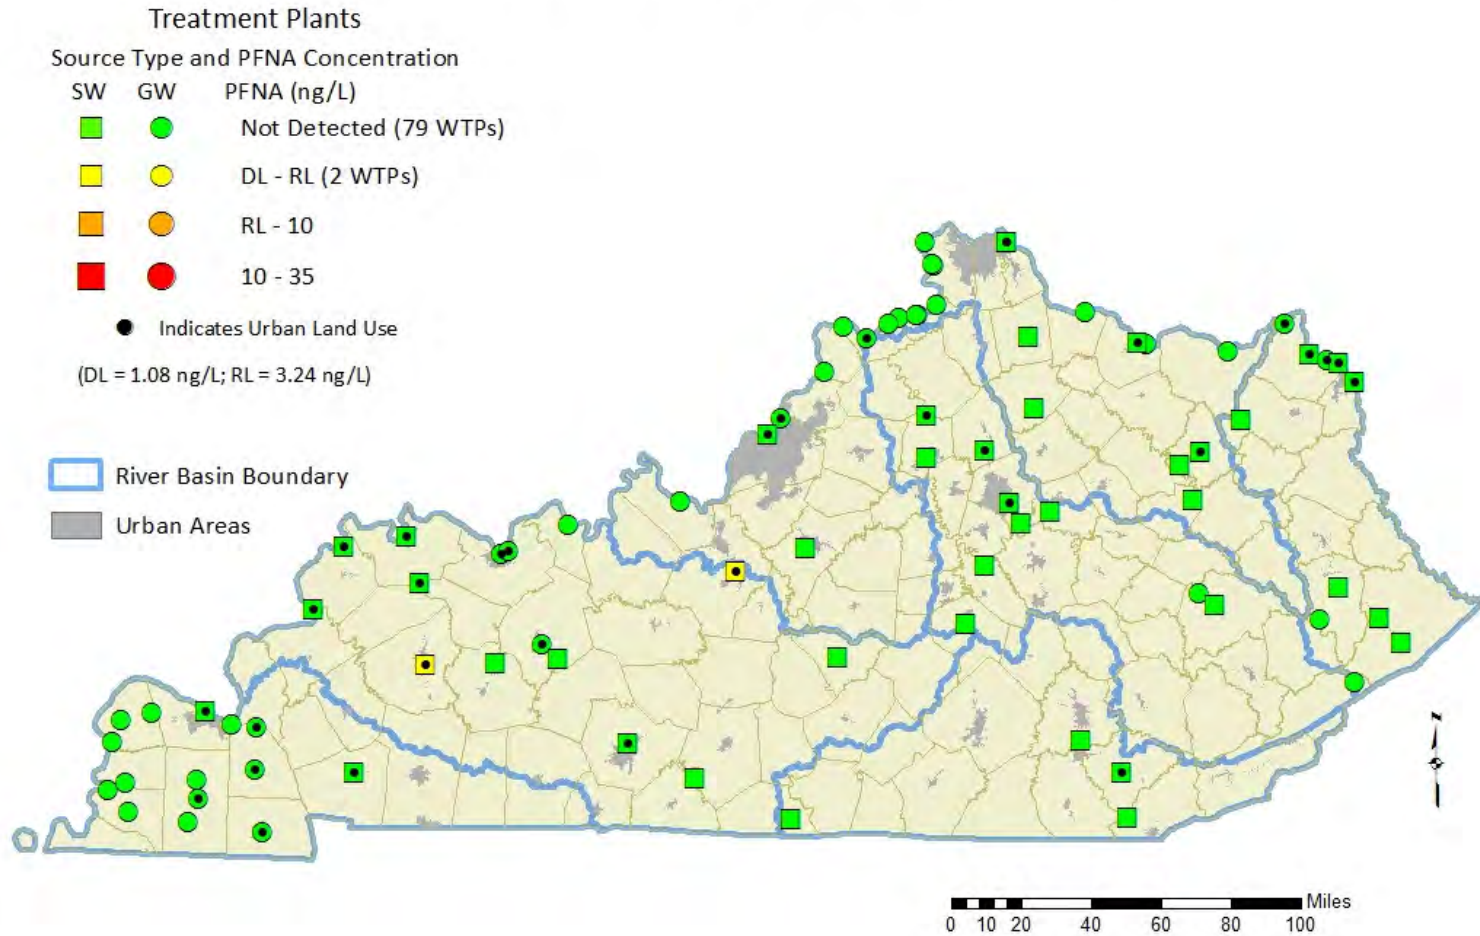 Treatment Plants
Source Type and PFNA Concentration
SW GW PFNA (ng/L)
Not Detected (79 WTPs)
DL - RL (2 WTPs)
RL - 10
10 - 35
Indicates Urban Land Use
(DL = 1.08 ng/L; RL = 3.24 ng/L)
River Basin Boundary
Urban Areas
N
Miles
0 10 20 40 60 80 100